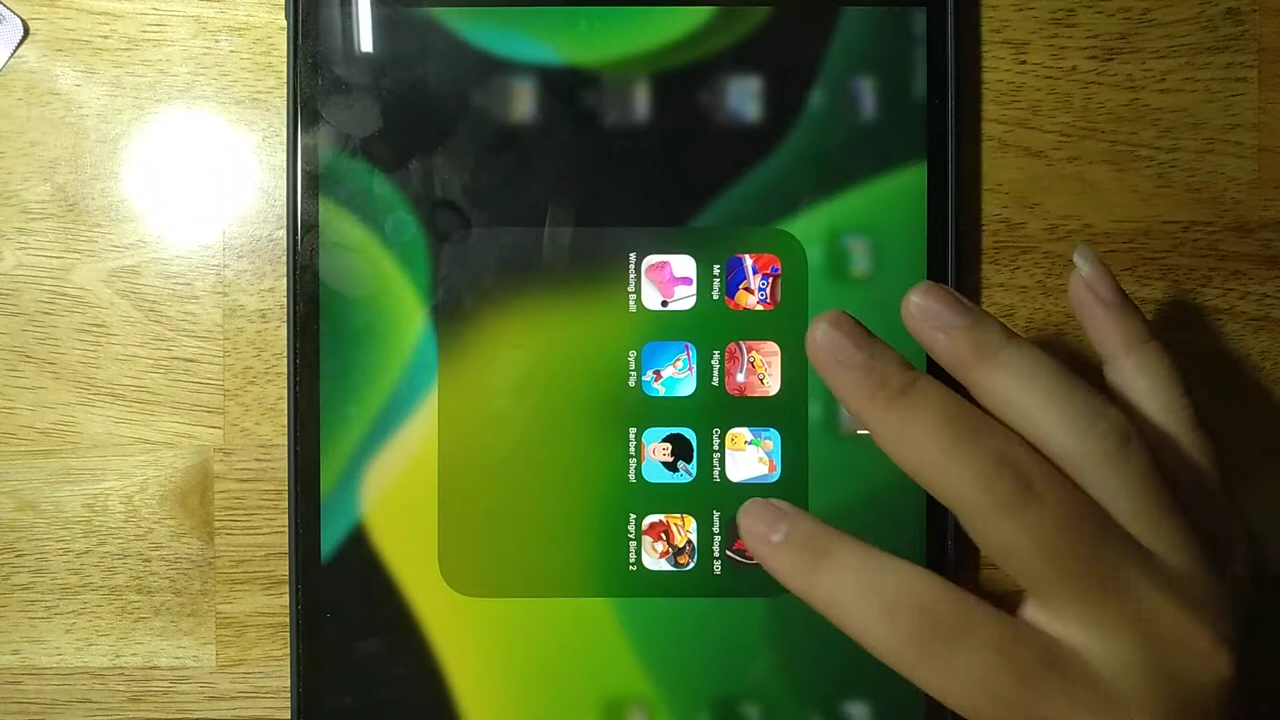 Mr Ninja
Highway
Cube Surfer!
Jump Rope 3D!
Wrecking Ball!
Gym Flip
Barber Shop!
Angry Birds 2